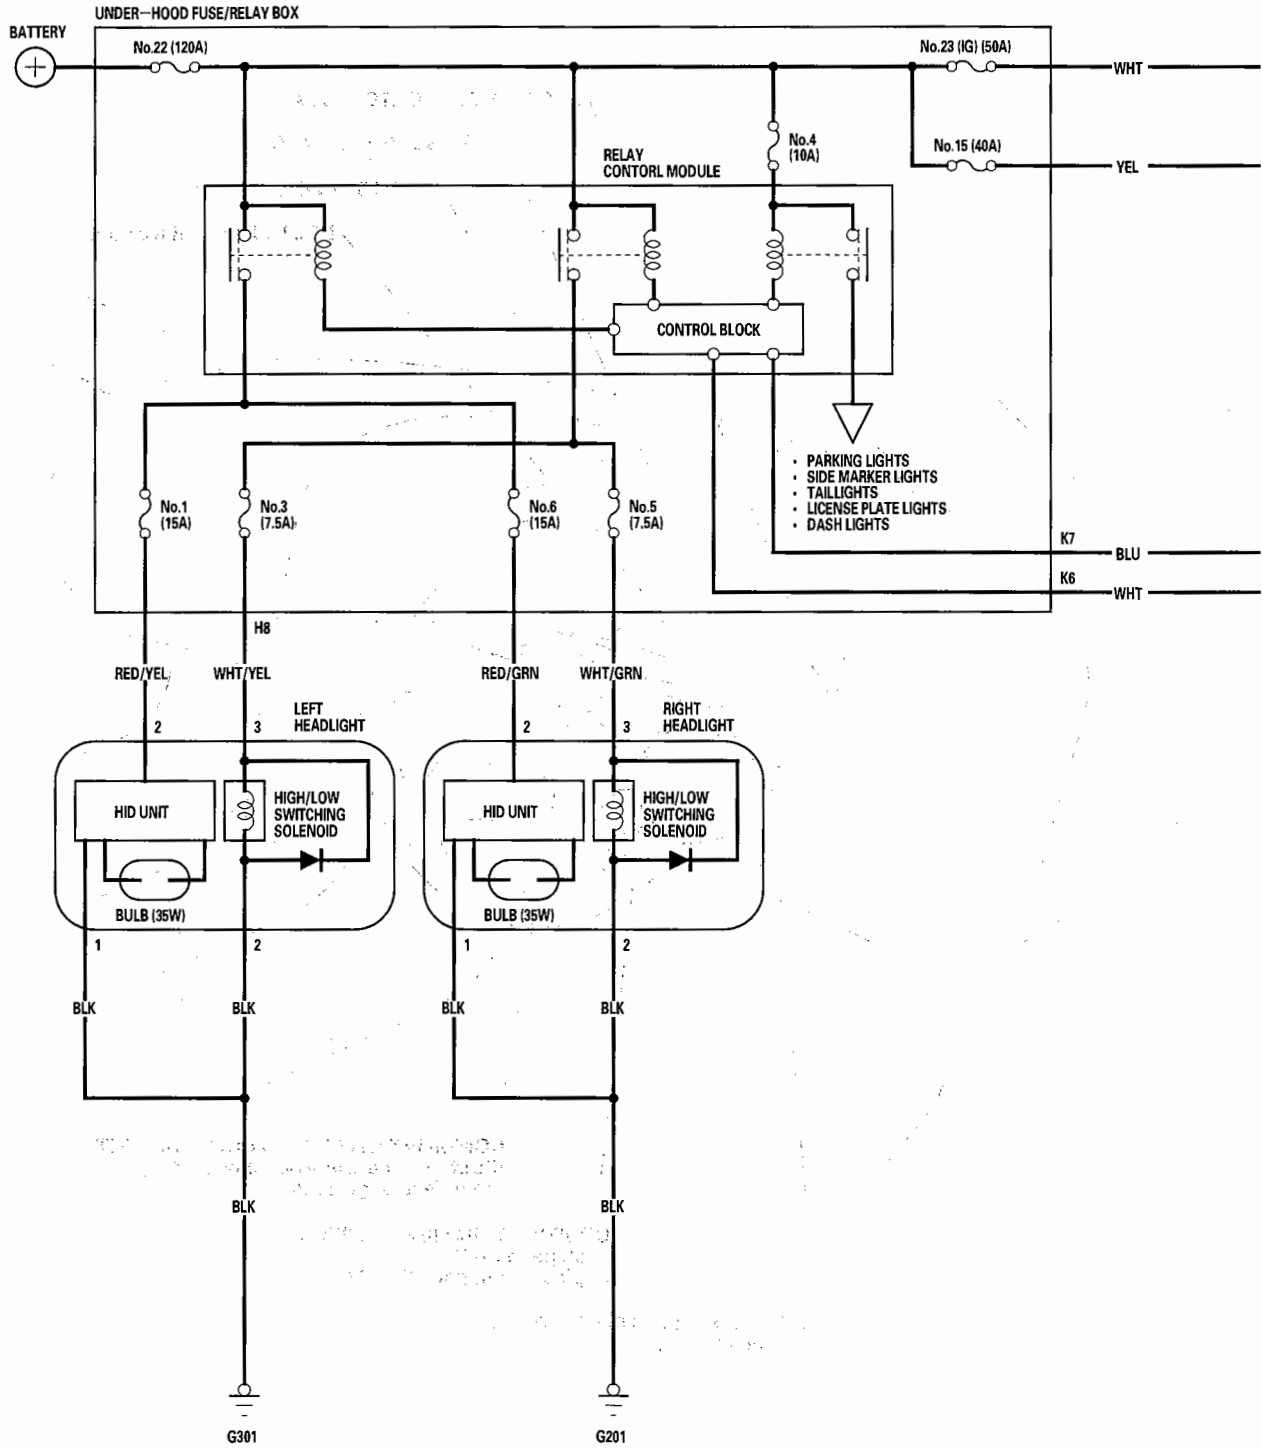 UNDER-HOOD FUSE/RELAY BOX
BATTERY
No.22 (120A)
No.23 (IG) (50A)
WHT
No.4
(10A)
No.15 (40A)
YEL
RELAY
CONTORL MODULE
CONTROL BLOCK
• PARKING LIGHTS
• SIDE MARKER LIGHTS
• TAILLIGHTS
• LICENSE PLATE LIGHTS
• DASH LIGHTS
No.1
(15A)
No.3
(7.5A)
No.6
(15A)
No.5
(7.5A)
K7
BLU
K6
WHT
H8
RED/YEL
WHT/YEL
RED/GRN
WHT/GRN
LEFT
HEADLIGHT
RIGHT
HEADLIGHT
2
3
2
3
HID UNIT
HIGH/LOW
SWITCHING
SOLENOID
HID UNIT
HIGH/LOW
SWITCHING
SOLENOID
BULB (35W)
BULB (35W)
1
2
1
2
BLK
BLK
BLK
BLK
BLK
BLK
G301
G201